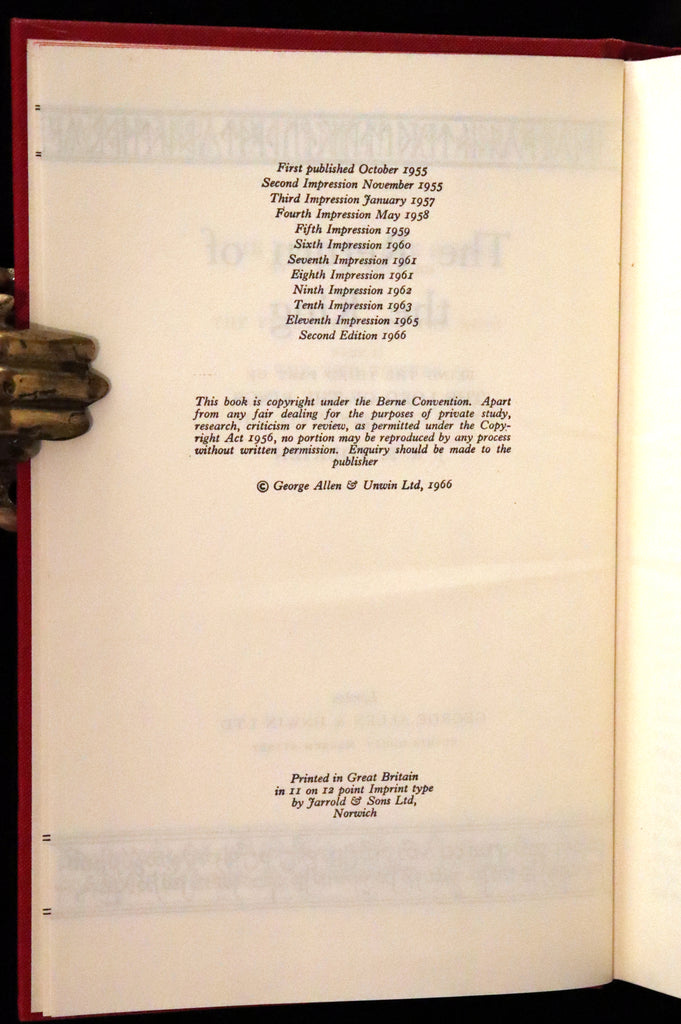 First published October 1955
Second Impression November 1955
Third Impression January 1957
Fourth Impression May 1958
Fifth Impression 1959
Sixth Impression 1960
Seventh Impression 1961
Eighth Impression 1961
Ninth Impression 1962
Tenth Impression 1963
Eleventh Impression 1965
Second Edition 1966
This book is copyright under the Berne Convention. Apart
from any fair dealing for the purposes of private study,
research, criticism or review, as permitted under the Copy-
right Act 1956, no portion may be reproduced by any process
without written permission. Enquiry should be made to the
publisher
© George Allen & Unwin Ltd, 1966
Printed in Great Britain
in 11 on 12 point Imprint type
by Jarrold & Sons Ltd,
Norwich